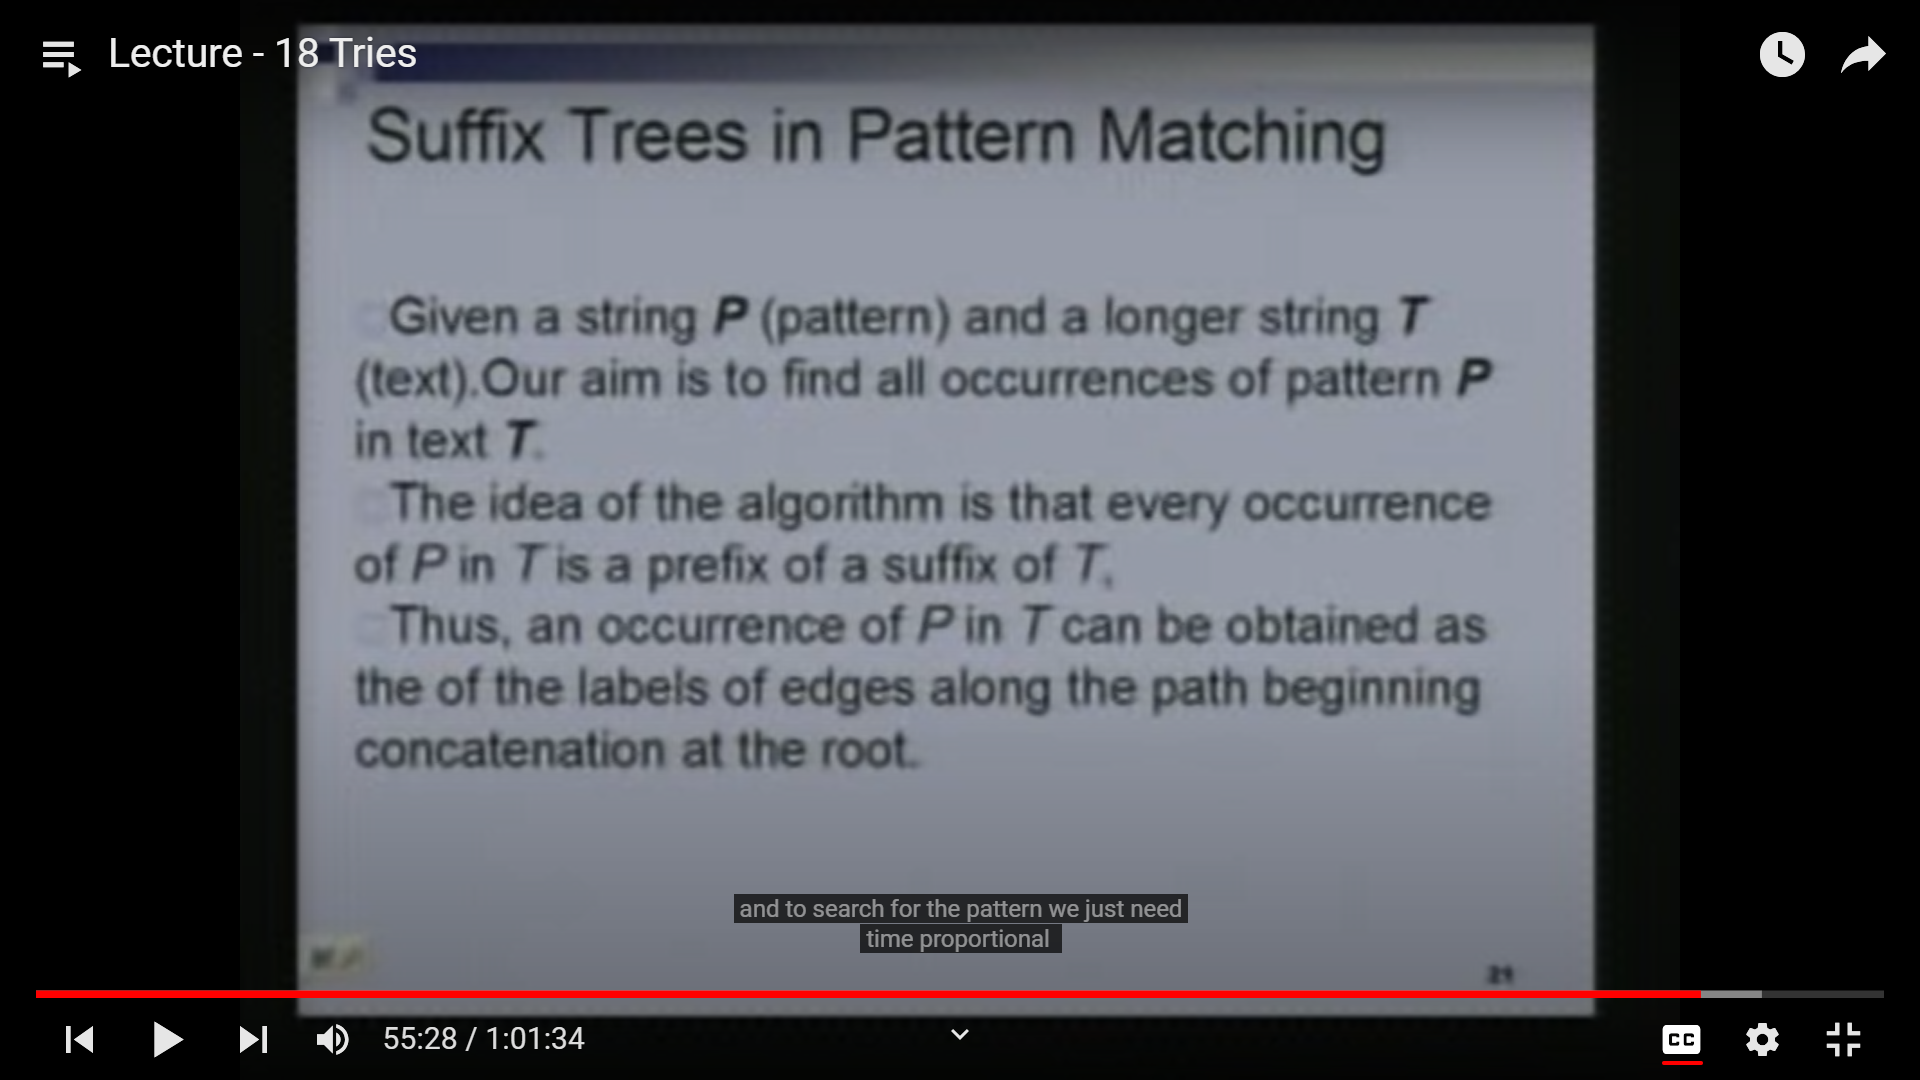 Lecture - 18 Tries
Suffix Trees in Pattern Matching
Given a string P (pattern) and a longer string T
(text).Our aim is to find all occurrences of pattern P
in text T.
The idea of the algorithm is that every occurrence
of P in T is a prefix of a suffix of T,
Thus, an occurrence of P in T can be obtained as
the of the labels of edges along the path beginning
concatenation at the root.
and to search for the pattern we just need
time proportional
55:28 / 1:01:34
CC